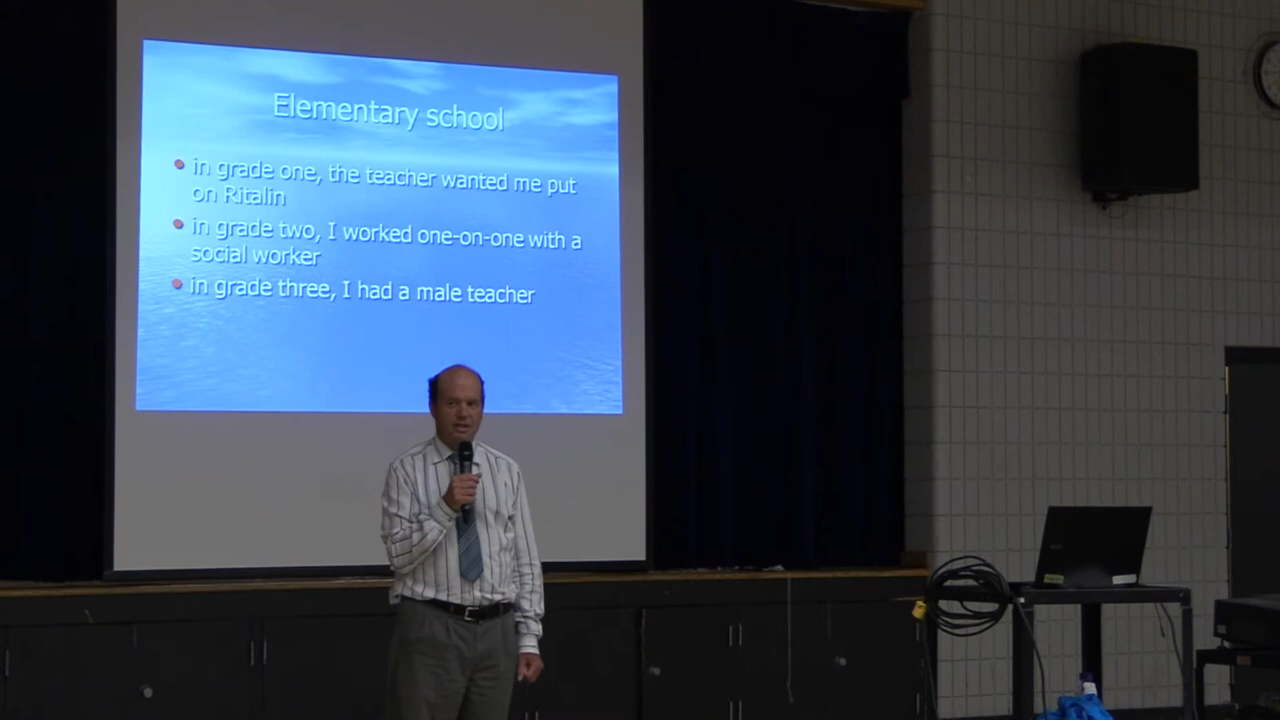 Elementary school
in grade one, the teacher wanted me put
on Ritalin
in grade two, I worked one-on-one with a
social worker
in grade three, I had a male teacher